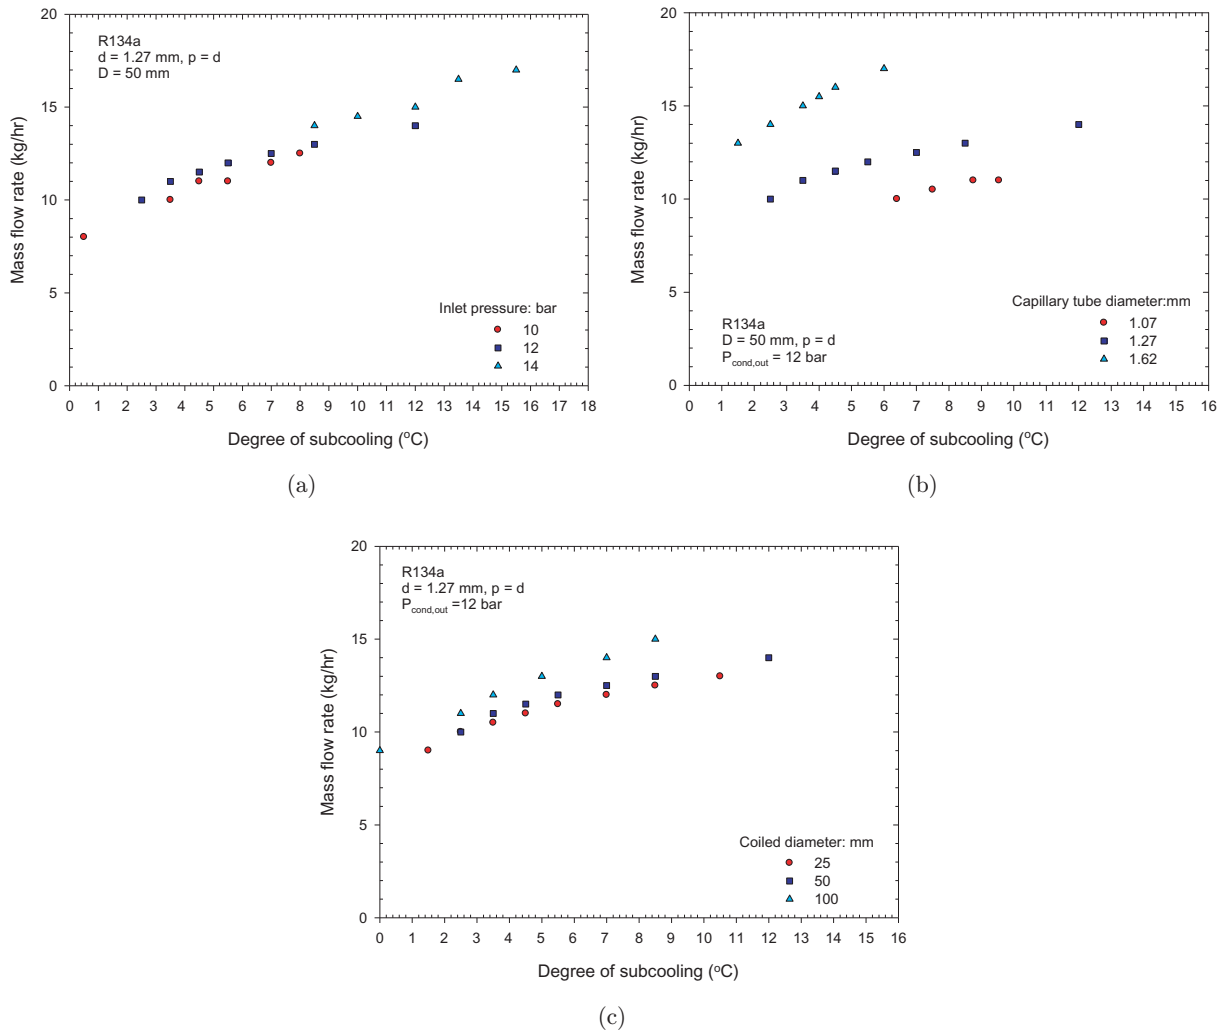 R134a
d = 1.27 mm, p = d
D = 50 mm
Mass flow rate (kg/hr)
20
15
10
5
0
Inlet pressure: bar
10
12
14
0 1 2 3 4 5 6 7 8 9 10 11 12 13 14 15 16 17 18
Degree of subcooling (°C)
(a)
Mass flow rate (kg/hr)
20
15
10
5
0
R134a
D = 50 mm, p = d
Pcond,out = 12 bar
Capillary tube diameter:mm
1.07
1.27
1.62
0 1 2 3 4 5 6 7 8 9 10 11 12 13 14 15 16
Degree of subcooling (°C)
(b)
R134a
d = 1.27 mm, p = d
Pcond,out =12 bar
Mass flow rate (kg/hr)
20
15
10
5
0
Coiled diameter: mm
25
50
100
0 1 2 3 4 5 6 7 8 9 10 11 12 13 14 15 16
Degree of subcooling (°C)
(c)